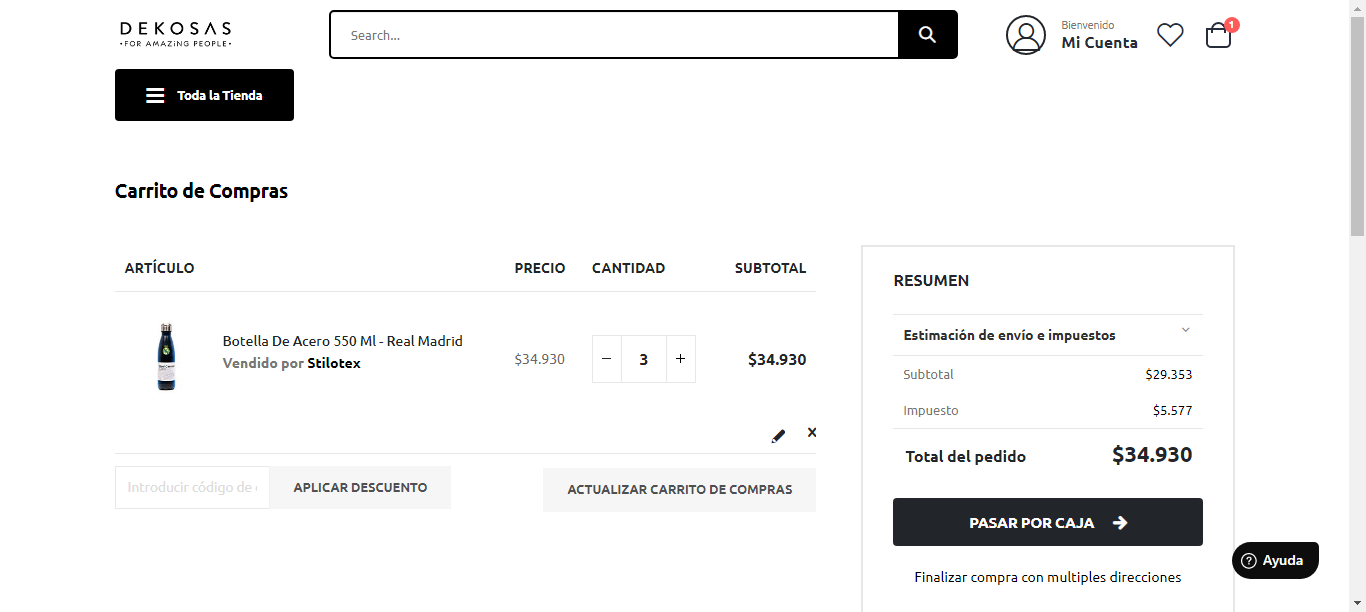 DEKOSAS
•FOR AMAZING PEOPLE•
Search...
Bienvenido
Mi Cuenta
1
Toda la Tienda
Carrito de Compras
ARTÍCULO PRECIO CANTIDAD SUBTOTAL
Botella De Acero 550 Ml - Real Madrid
Vendido por Stilotex
$34.930 − 3 + $34.930
Introducir código de
APLICAR DESCUENTO
ACTUALIZAR CARRITO DE COMPRAS
RESUMEN
Estimación de envío e impuestos
Subtotal $29.353
Impuesto $5.577
Total del pedido $34.930
PASAR POR CAJA
Finalizar compra con multiples direcciones
Ayuda